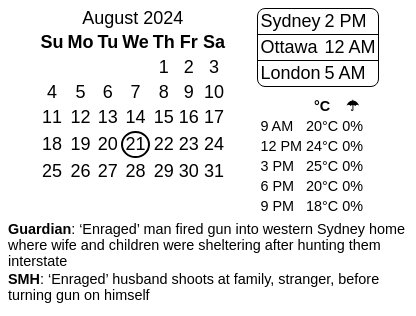 August 2024
Su Mo Tu We Th Fr Sa
1 2 3
4 5 6 7 8 9 10
11 12 13 14 15 16 17
18 19 20 21 22 23 24
25 26 27 28 29 30 31
Sydney 2 PM
Ottawa 12 AM
London 5 AM
°C ☂
9 AM 20°C 0%
12 PM 24°C 0%
3 PM 25°C 0%
6 PM 20°C 0%
9 PM 18°C 0%
Guardian: ‘Enraged’ man fired gun into western Sydney home
where wife and children were sheltering after hunting them
interstate
SMH: ‘Enraged’ husband shoots at family, stranger, before
turning gun on himself